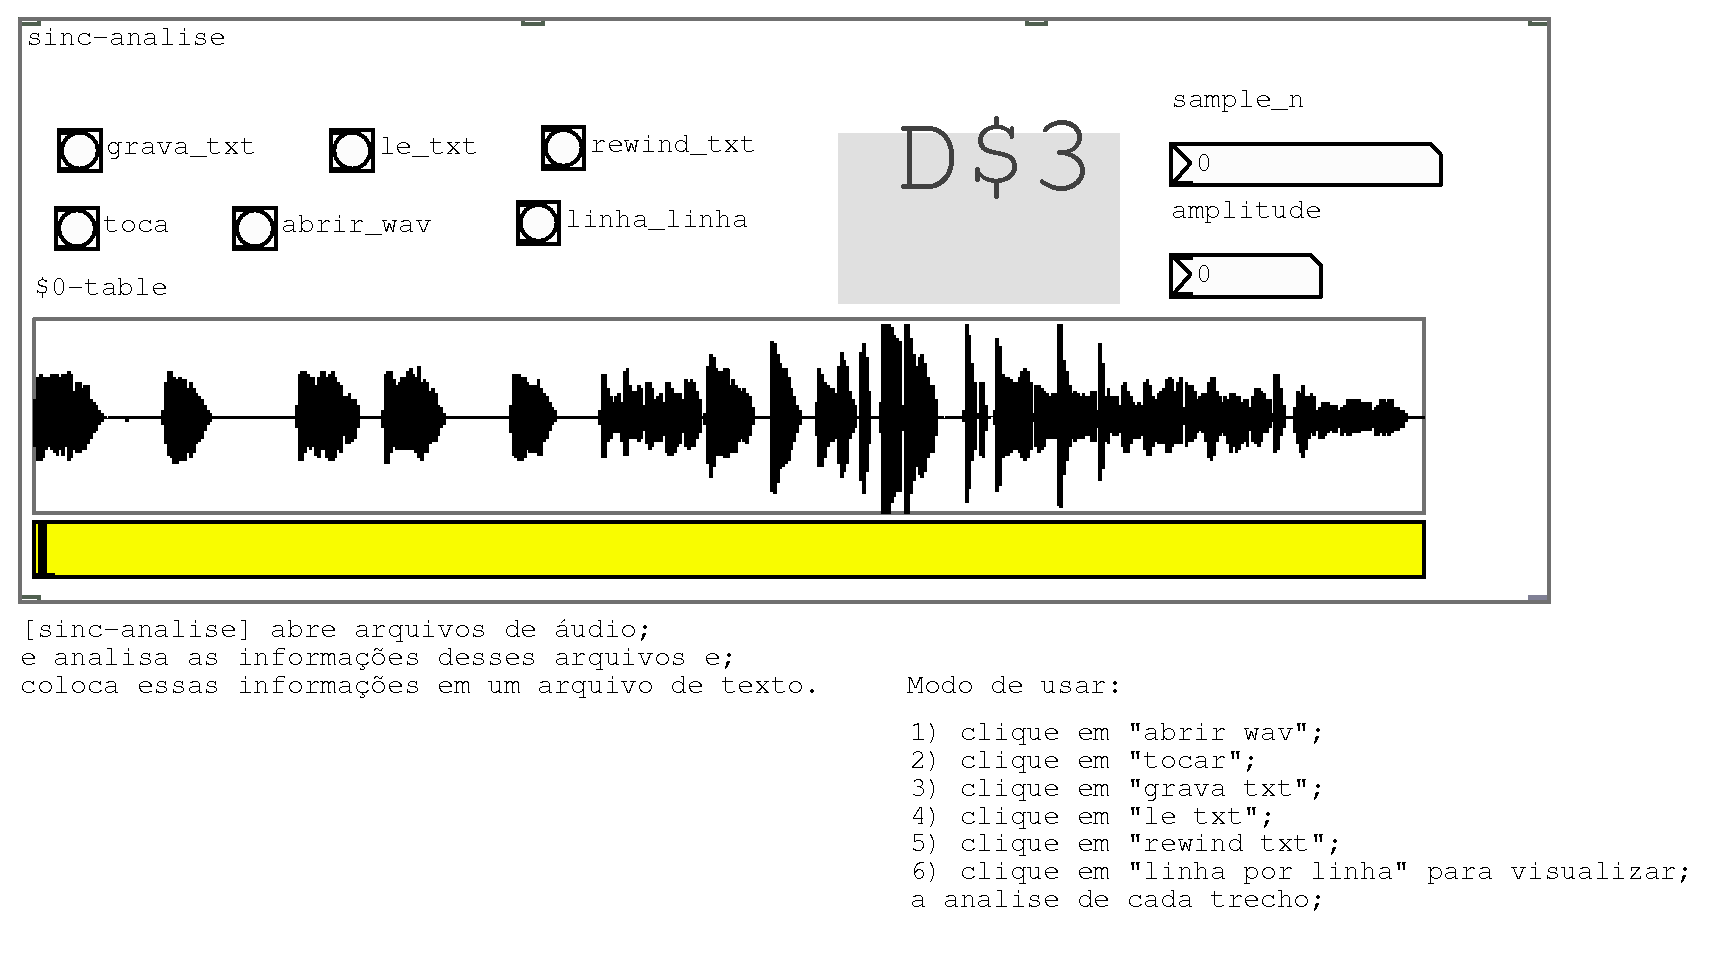 sinc-analise
sample_n
grava_txt le_txt rewind_txt D$3
0
amplitude
toca abrir_wav linha_linha
0
$0-table
[sinc-analise] abre arquivos de áudio;
e analisa as informações desses arquivos e;
coloca essas informações em um arquivo de texto.
Modo de usar:
1) clique em "abrir wav";
2) clique em "tocar";
3) clique em "grava txt";
4) clique em "le txt";
5) clique em "rewind txt";
6) clique em "linha por linha" para visualizar;
a analise de cada trecho;